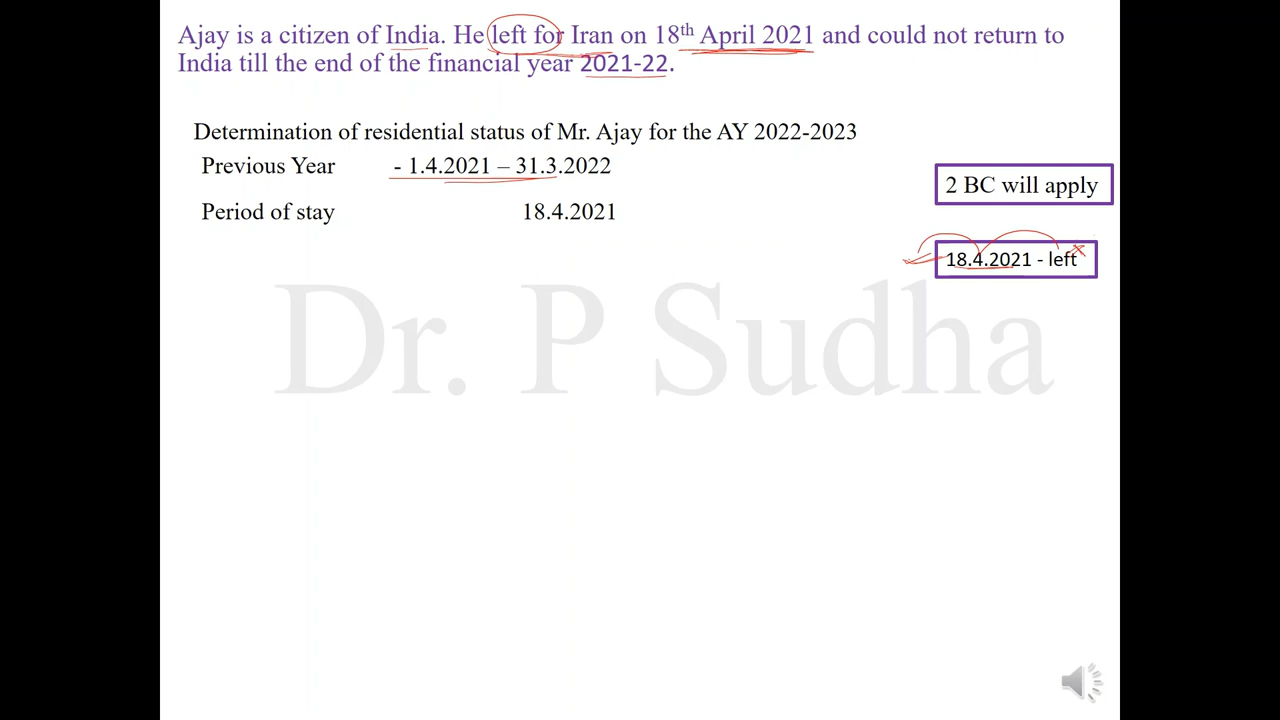 Ajay is a citizen of India. He left for Iran on 18th April 2021 and could not return to
India till the end of the financial year 2021-22.
Determination of residential status of Mr. Ajay for the AY 2022-2023
Previous Year - 1.4.2021 – 31.3.2022
2 BC will apply
Period of stay 18.4.2021
18.4.2021 - left
Dr. P Sudha